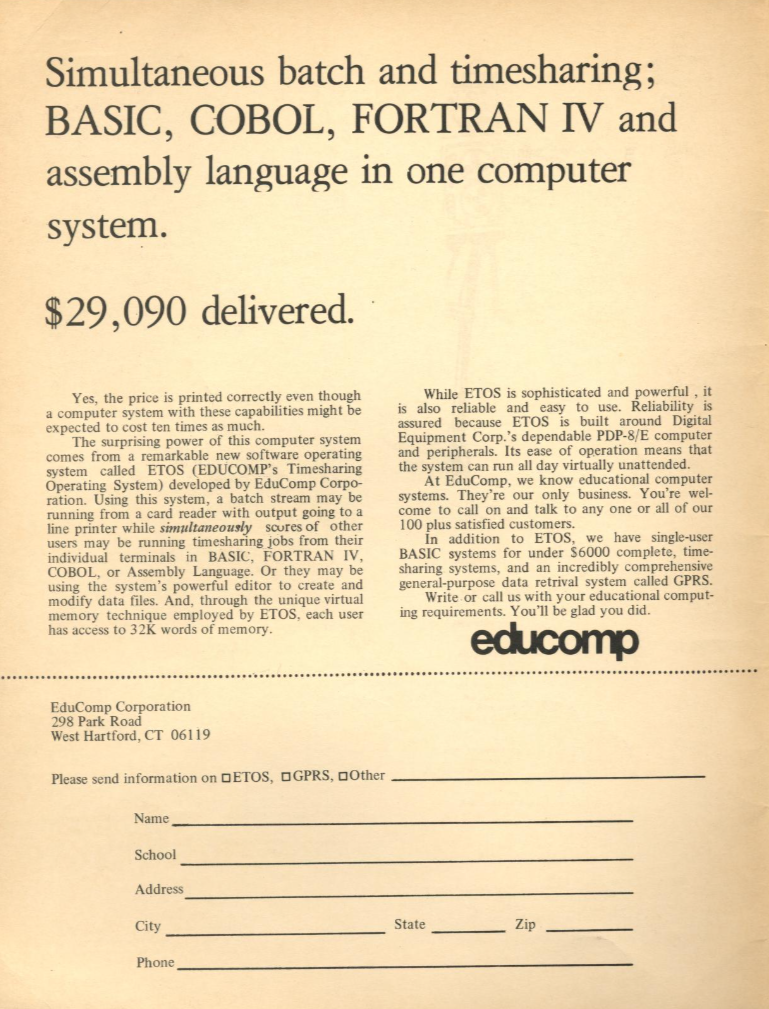 Simultaneous batch and timesharing;
BASIC, COBOL, FORTRAN IV and
assembly language in one computer
system.
$29,090 delivered.
Yes, the price is printed correctly even though
a computer system with these capabilities might be
expected to cost ten times as much.
The surprising power of this computer system
comes from a remarkable new software operating
system called ETOS (EDUCOMP's Timesharing
Operating System) developed by EduComp Corpo-
ration. Using this system, a batch stream may be
running from a card reader with output going to a
line printer while simultaneously scores of other
users may be running timesharing jobs from their
individual terminals in BASIC, FORTRAN IV,
COBOL, or Assembly Language. Or they may be
using the system's powerful editor to create and
modify data files. And, through the unique virtual
memory technique employed by ETOS, each user
has access to 32K words of memory.
While ETOS is sophisticated and powerful , it
is also reliable and easy to use. Reliability is
assured because ETOS is built around Digital
Equipment Corp.'s dependable PDP-8/E computer
and peripherals. Its ease of operation means that
the system can run all day virtually unattended.
At EduComp, we know educational computer
systems. They're our only business. You're wel-
come to call on and talk to any one or all of our
100 plus satisfied customers.
In addition to ETOS, we have single-user
BASIC systems for under $6000 complete, time-
sharing systems, and an incredibly comprehensive
general-purpose data retrival system called GPRS.
Write or call us with your educational comput-
ing requirements. You'll be glad you did.
educomp
EduComp Corporation
298 Park Road
West Hartford, CT 06119
Please send information on □ETOS, □GPRS, □Other
Name
School
Address
City State Zip
Phone